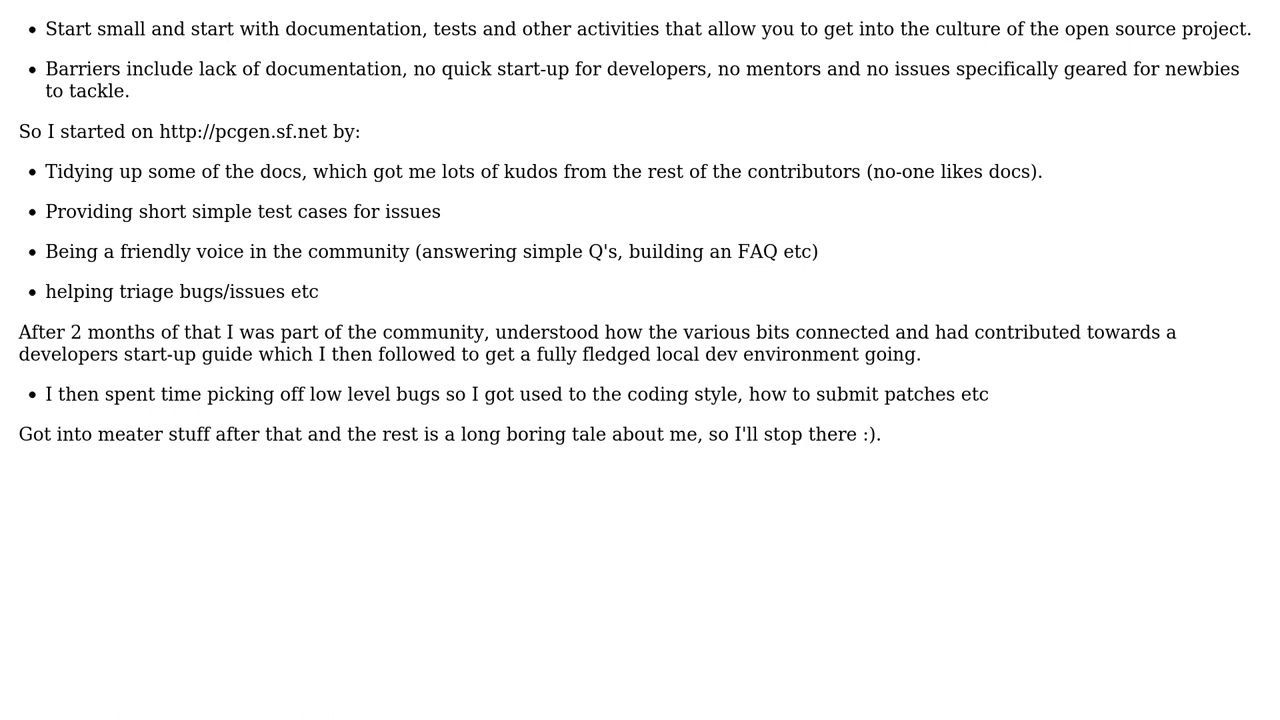 • Start small and start with documentation, tests and other activities that allow you to get into the culture of the open source project.
• Barriers include lack of documentation, no quick start-up for developers, no mentors and no issues specifically geared for newbies
to tackle.
So I started on http://pcgen.sf.net by:
• Tidying up some of the docs, which got me lots of kudos from the rest of the contributors (no-one likes docs).
• Providing short simple test cases for issues
• Being a friendly voice in the community (answering simple Q's, building an FAQ etc)
• helping triage bugs/issues etc
After 2 months of that I was part of the community, understood how the various bits connected and had contributed towards a
developers start-up guide which I then followed to get a fully fledged local dev environment going.
• I then spent time picking off low level bugs so I got used to the coding style, how to submit patches etc
Got into meater stuff after that and the rest is a long boring tale about me, so I'll stop there :).